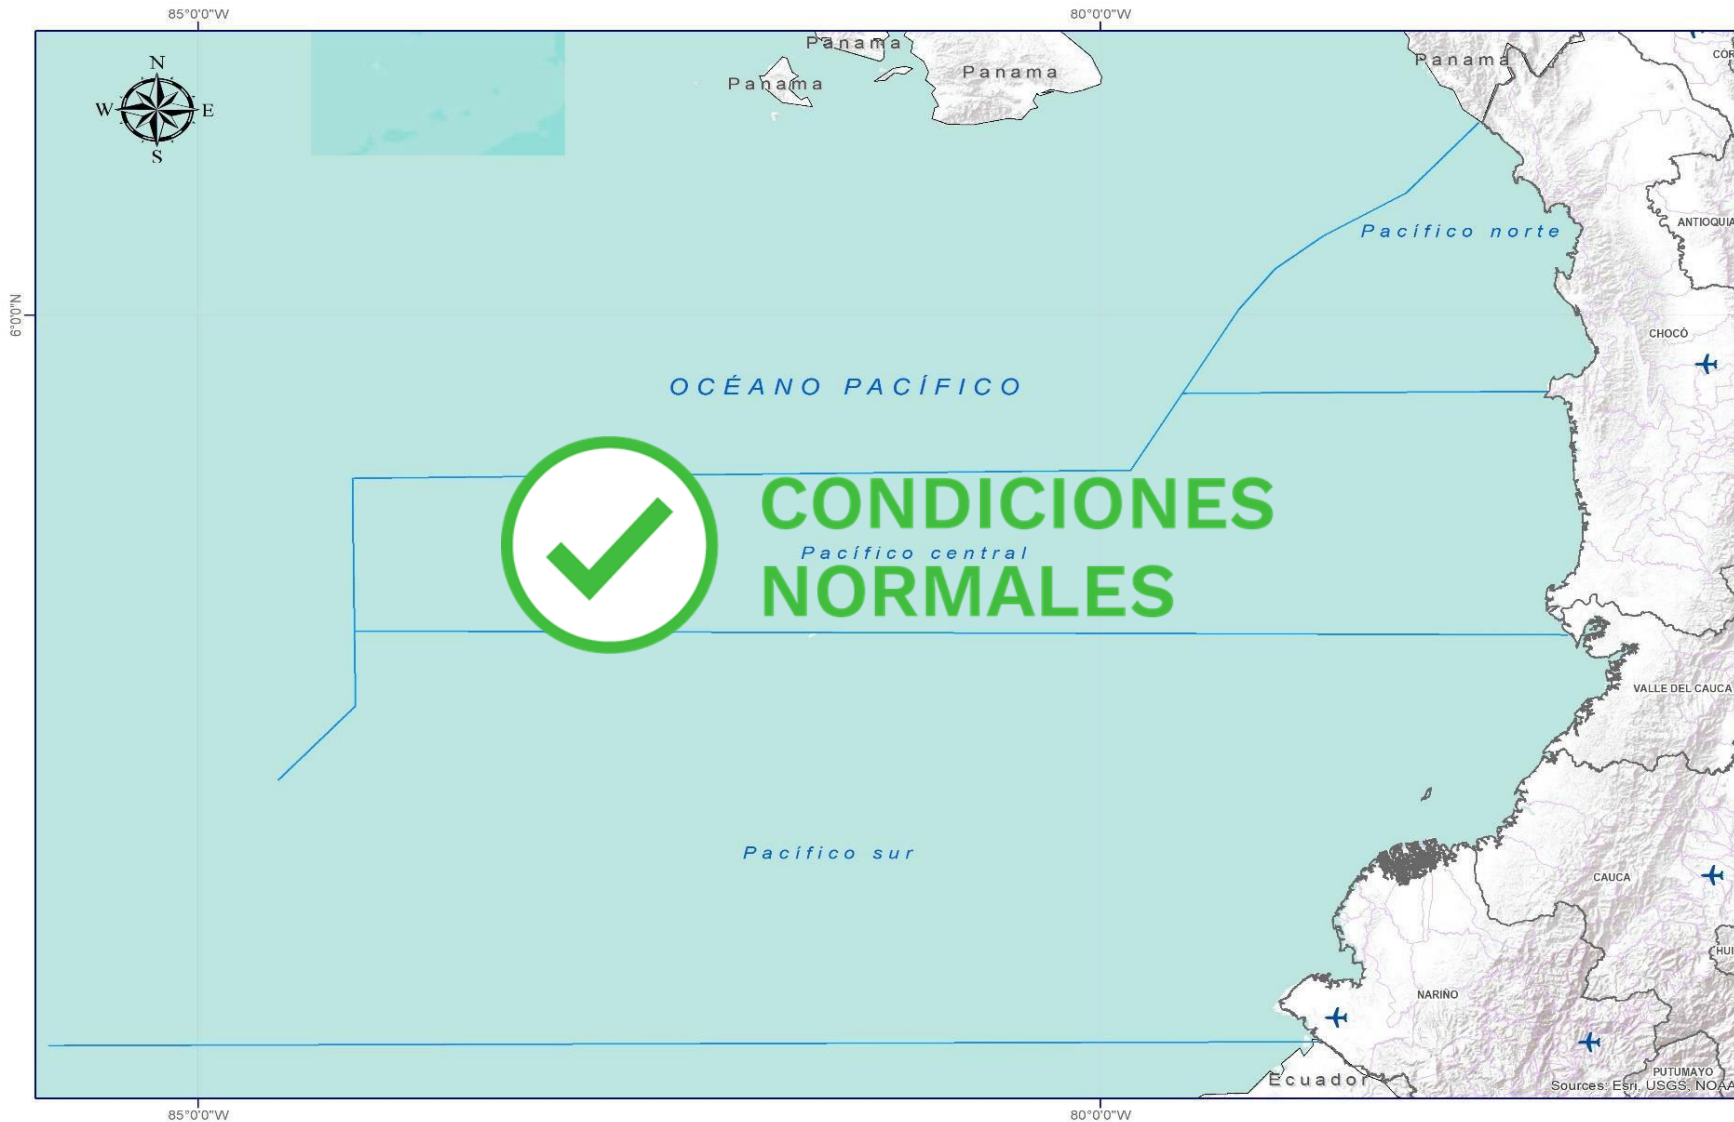 85°0'0"W
80°0'0"W
Panama
Panama
Panama
Panama
N
W
E
S
ANTIOQUIA
Pacífico norte
6°0'0"N
CHOCÓ
OCÉANO PACÍFICO
CONDICIONES
Pacífico central
NORMALES
VALLE DEL CAUCA
Pacífico sur
CAUCA
NARIÑO
PUTUMAYO
Ecuador
Sources: Esri, USGS, NOAA
85°0'0"W
80°0'0"W